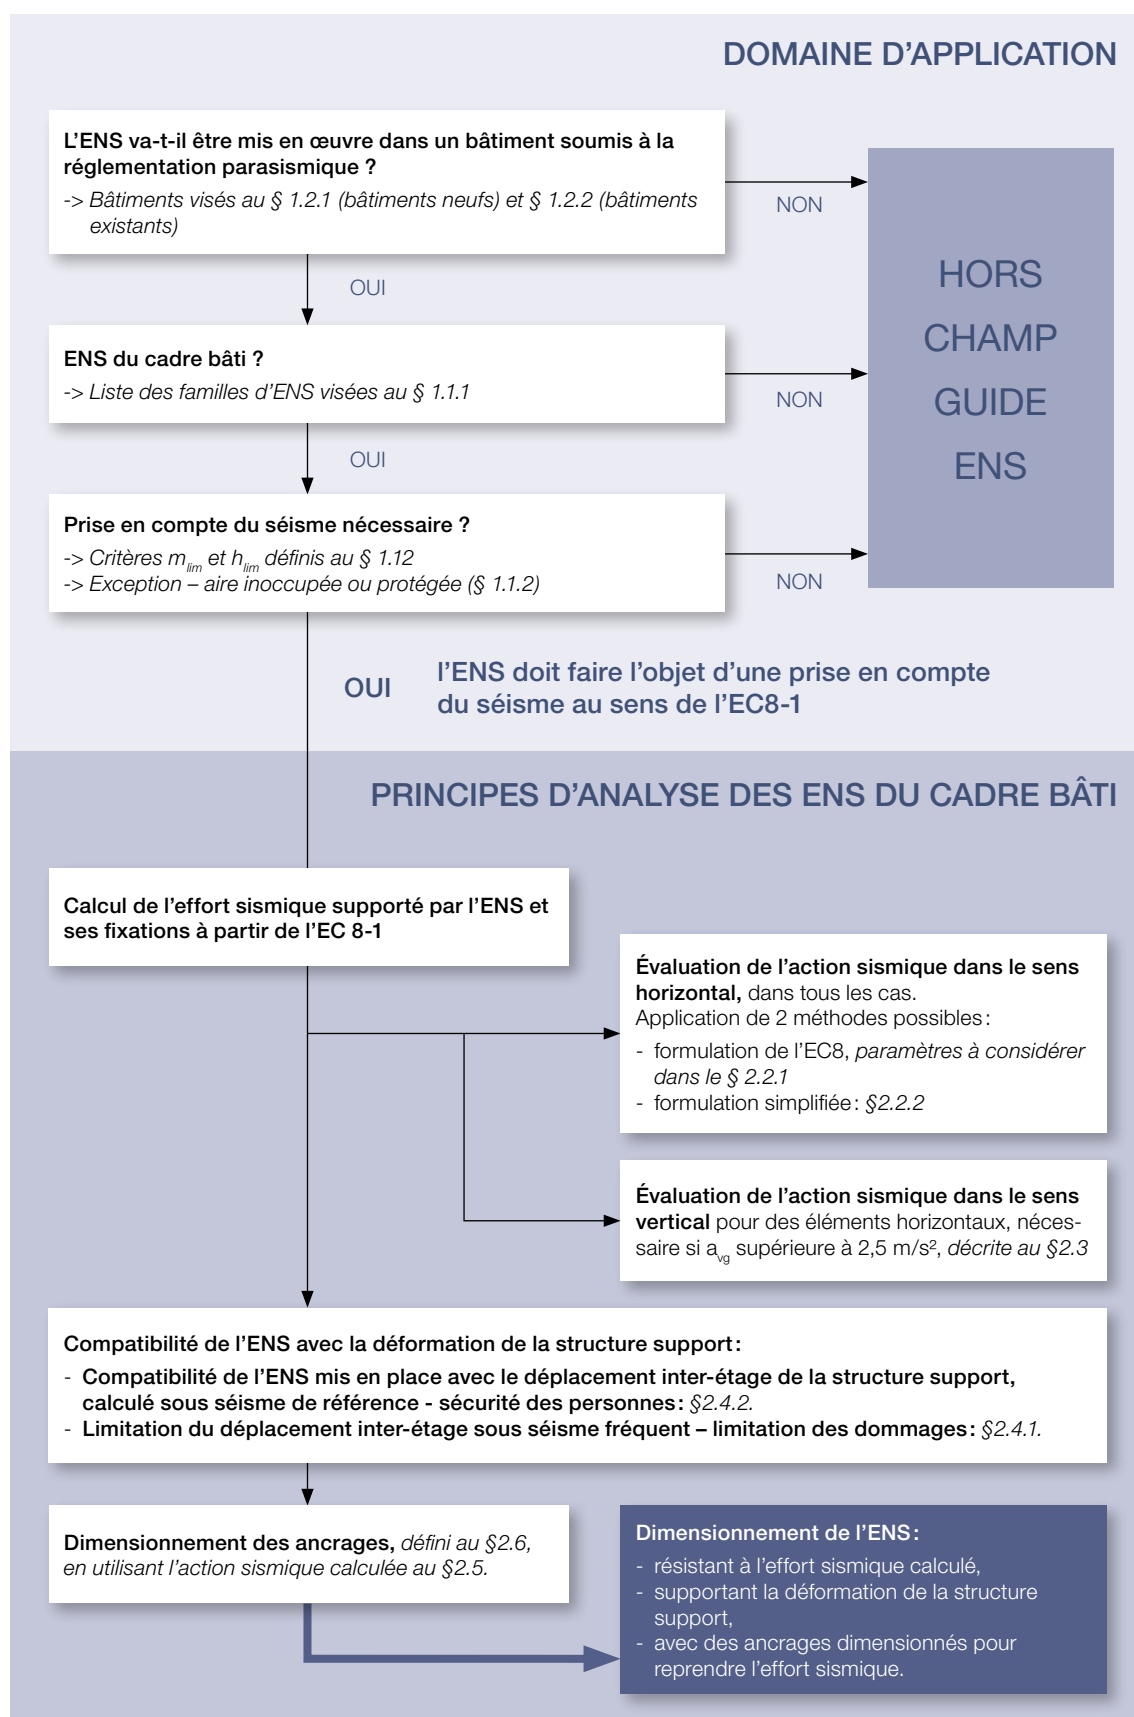 DOMAINE D'APPLICATION
L'ENS va-t-il être mis en œuvre dans un bâtiment soumis à la
réglementation parasismique ?
-> Bâtiments visés au § 1.2.1 (bâtiments neufs) et § 1.2.2 (bâtiments
existants)
NON
OUI
HORS
CHAMP
GUIDE
ENS
ENS du cadre bâti ?
-> Liste des familles d'ENS visées au § 1.1.1
NON
OUI
Prise en compte du séisme nécessaire ?
-> Critères m_lim et h_lim définis au § 1.12
-> Exception – aire inoccupée ou protégée (§ 1.1.2)
NON
OUI
l'ENS doit faire l'objet d'une prise en compte
du séisme au sens de l'EC8-1
PRINCIPES D'ANALYSE DES ENS DU CADRE BÂTI
Calcul de l'effort sismique supporté par l'ENS et
ses fixations à partir de l'EC 8-1
Évaluation de l'action sismique dans le sens
horizontal, dans tous les cas.
Application de 2 méthodes possibles :
- formulation de l'EC8, paramètres à considérer
dans le § 2.2.1
- formulation simplifiée : §2.2.2
Évaluation de l'action sismique dans le sens
vertical pour des éléments horizontaux, néces-
saire si a_vg supérieure à 2,5 m/s², décrite au §2.3
Compatibilité de l'ENS avec la déformation de la structure support :
- Compatibilité de l'ENS mis en place avec le déplacement inter-étage de la structure support,
calculé sous séisme de référence - sécurité des personnes : §2.4.2.
- Limitation du déplacement inter-étage sous séisme fréquent – limitation des dommages : §2.4.1.
Dimensionnement des ancrages, défini au §2.6,
en utilisant l'action sismique calculée au §2.5.
Dimensionnement de l'ENS :
- résistant à l'effort sismique calculé,
- supportant la déformation de la structure
support,
- avec des ancrages dimensionnés pour
reprendre l'effort sismique.